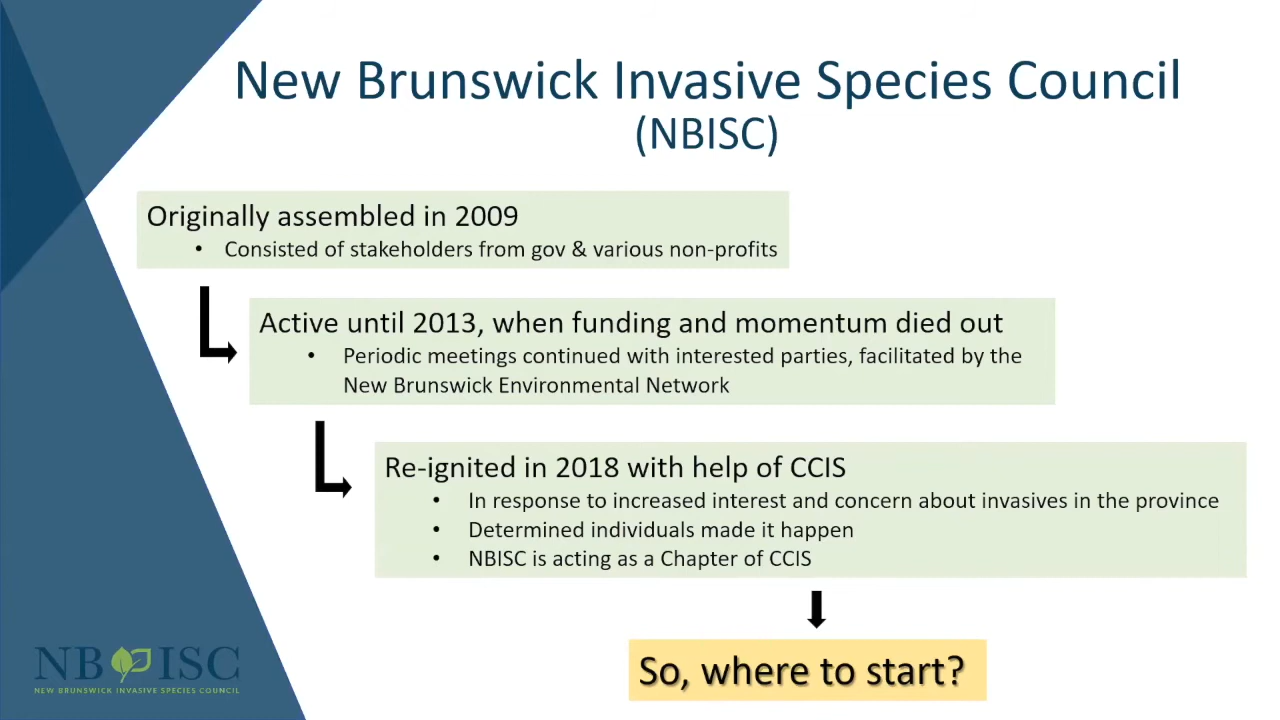 New Brunswick Invasive Species Council
(NBISC)
Originally assembled in 2009
• Consisted of stakeholders from gov & various non-profits
Active until 2013, when funding and momentum died out
• Periodic meetings continued with interested parties, facilitated by the
New Brunswick Environmental Network
Re-ignited in 2018 with help of CCIS
• In response to increased interest and concern about invasives in the province
• Determined individuals made it happen
• NBISC is acting as a Chapter of CCIS
So, where to start?
NB ISC
NEW BRUNSWICK INVASIVE SPECIES COUNCIL